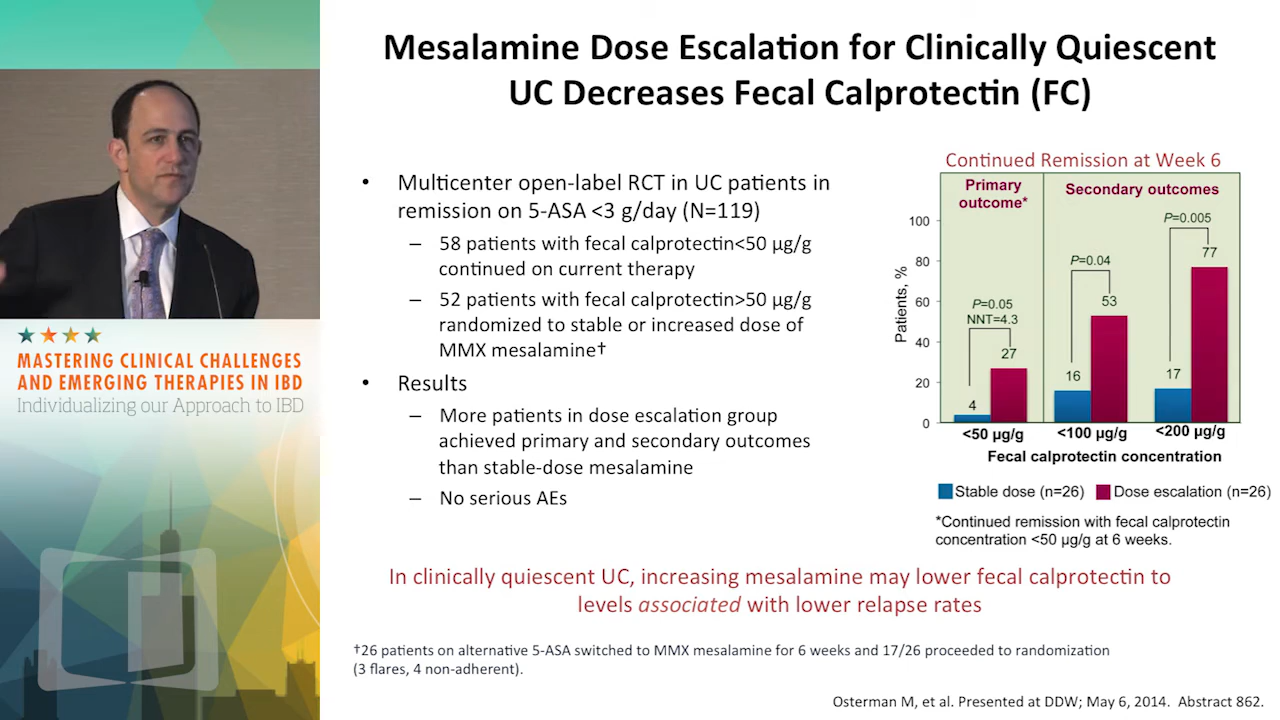 Mesalamine Dose Escalation for Clinically Quiescent
UC Decreases Fecal Calprotectin (FC)
• Multicenter open-label RCT in UC patients in
remission on 5-ASA <3 g/day (N=119)
– 58 patients with fecal calprotectin<50 µg/g
continued on current therapy
– 52 patients with fecal calprotectin>50 µg/g
randomized to stable or increased dose of
MMX mesalamine†
• Results
– More patients in dose escalation group
achieved primary and secondary outcomes
than stable-dose mesalamine
– No serious AEs
Continued Remission at Week 6
Primary
outcome*
Secondary outcomes
Patients, %
100
80
60
40
20
0
P=0.05
NNT=4.3
4
27
P=0.04
16
53
P=0.005
17
77
<50 µg/g
<100 µg/g
<200 µg/g
Fecal calprotectin concentration
Stable dose (n=26)
Dose escalation (n=26)
*Continued remission with fecal calprotectin
concentration <50 µg/g at 6 weeks.
In clinically quiescent UC, increasing mesalamine may lower fecal calprotectin to
levels associated with lower relapse rates
†26 patients on alternative 5-ASA switched to MMX mesalamine for 6 weeks and 17/26 proceeded to randomization
(3 flares, 4 non-adherent).
Osterman M, et al. Presented at DDW; May 6, 2014. Abstract 862.
MASTERING CLINICAL CHALLENGES
AND EMERGING THERAPIES IN IBD
Individualizing our Approach to IBD